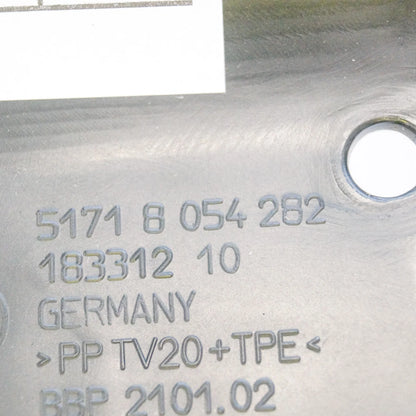 5171 8 054 282
183312 10
GERMANY
>PP TV20+TPE<
BBP 2101.02